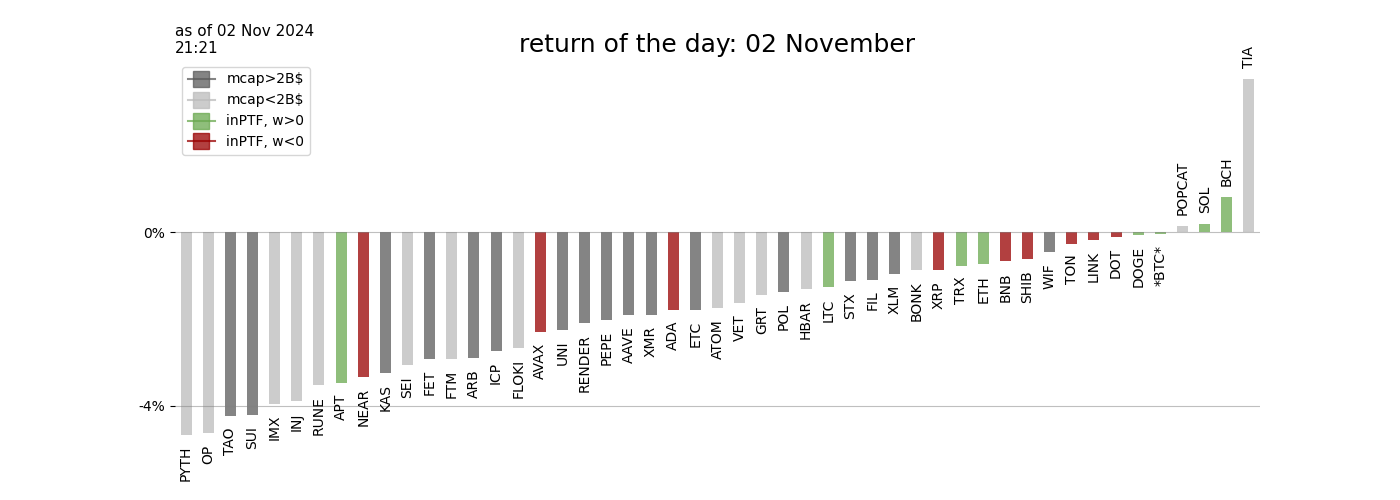 as of 02 Nov 2024
21:21
return of the day: 02 November
mcap>2B$
mcap<2B$
inPTF, w>0
inPTF, w<0
0%
-4%
PYTH
OP
TAO
SUI
IMX
INJ
RUNE
APT
NEAR
KAS
SEI
FET
FTM
ARB
ICP
FLOKI
AVAX
UNI
RENDER
PEPE
AAVE
XMR
ADA
ETC
ATOM
VET
GRT
POL
HBAR
LTC
STX
FIL
XLM
BONK
XRP
TRX
ETH
BNB
SHIB
WIF
TON
LINK
DOT
DOGE
*BTC*
POPCAT
SOL
BCH
TIA